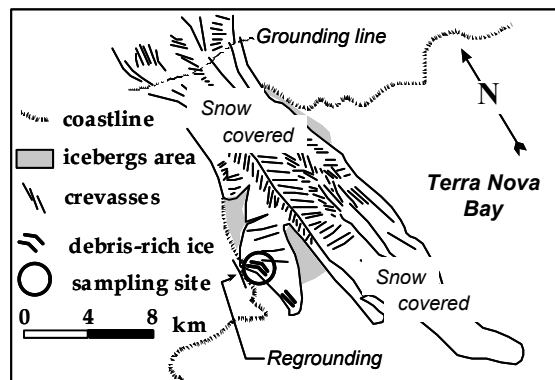 Grounding line
Snow
covered
N
coastline
icebergs area
Terra Nova
Bay
crevasses
debris-rich ice
sampling site
Snow
covered
0 4 8
km
Regrounding